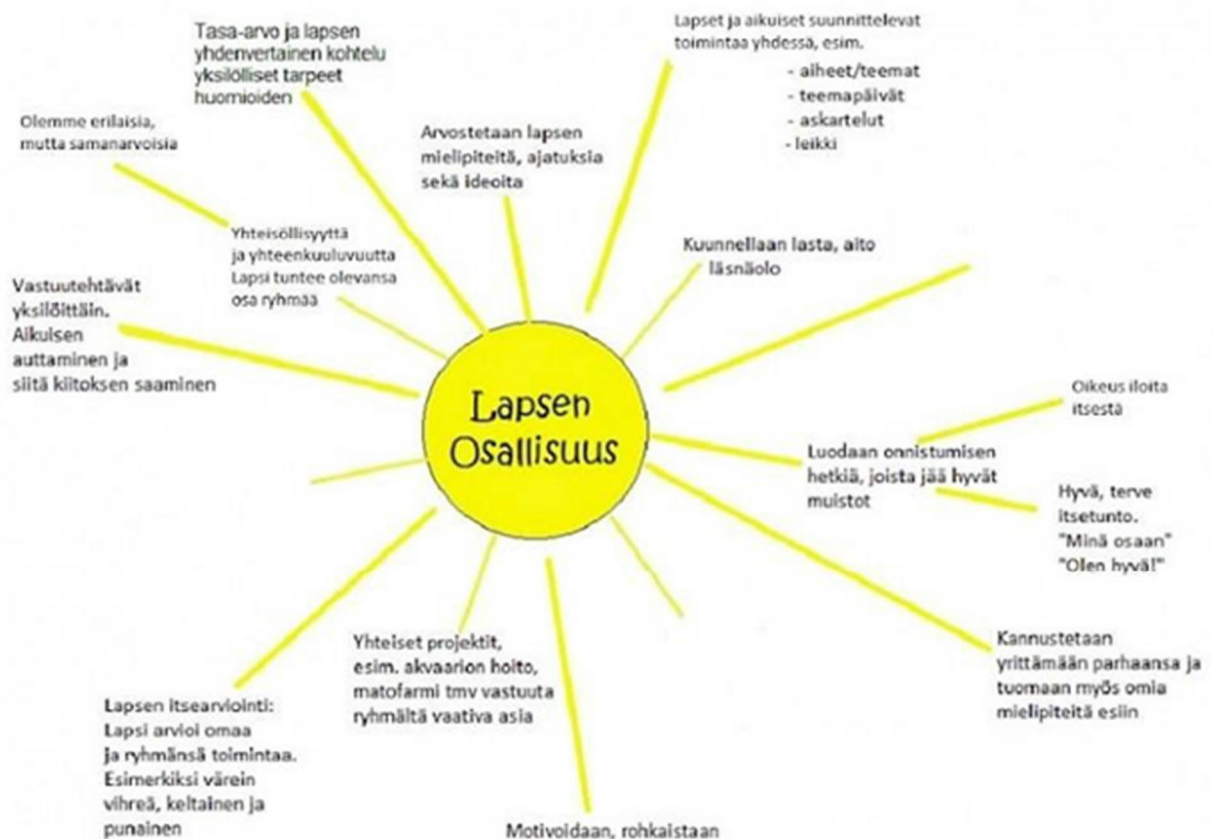 Tasa-arvo ja lapsen
yhdenvertainen kohtelu
yksilölliset tarpeet
huomioiden
Lapset ja aikuiset suunnittelevat
toimintaa yhdessä, esim.
- aiheet/teemat
- teemapäivät
- askartelut
- leikki
Olemme erilaisia,
mutta samanarvoisia
Arvostetaan lapsen
mielipiteitä, ajatuksia
sekä ideoita
Yhteisöllisyyttä
ja yhteenkuuluvuutta
Lapsi tuntee olevansa
osa ryhmää
Kuunnellaan lasta, aito
läsnäolo
Vastuutehtävät
yksilöittäin.
Aikuisen
auttaminen ja
siitä kiitoksen saaminen
Lapsen
Osallisuus
Oikeus iloita
itsestä
Luodaan onnistumisen
hetkiä, joista jää hyvät
muistot
Hyvä, terve
itsetunto.
"Minä osaan"
"Olen hyvä!"
Kannustetaan
yrittämään parhaansa ja
tuomaan myös omia
mielipiteitä esiin
Yhteiset projektit,
esim. akvaarion hoito,
matofarmi tmv vastuuta
ryhmältä vaativa asia
Lapsen itsearviointi:
Lapsi arvioi omaa
ja ryhmänsä toimintaa.
Esimerkiksi värein
vihreä, keltainen ja
punainen
Motivoidaan, rohkaistaan